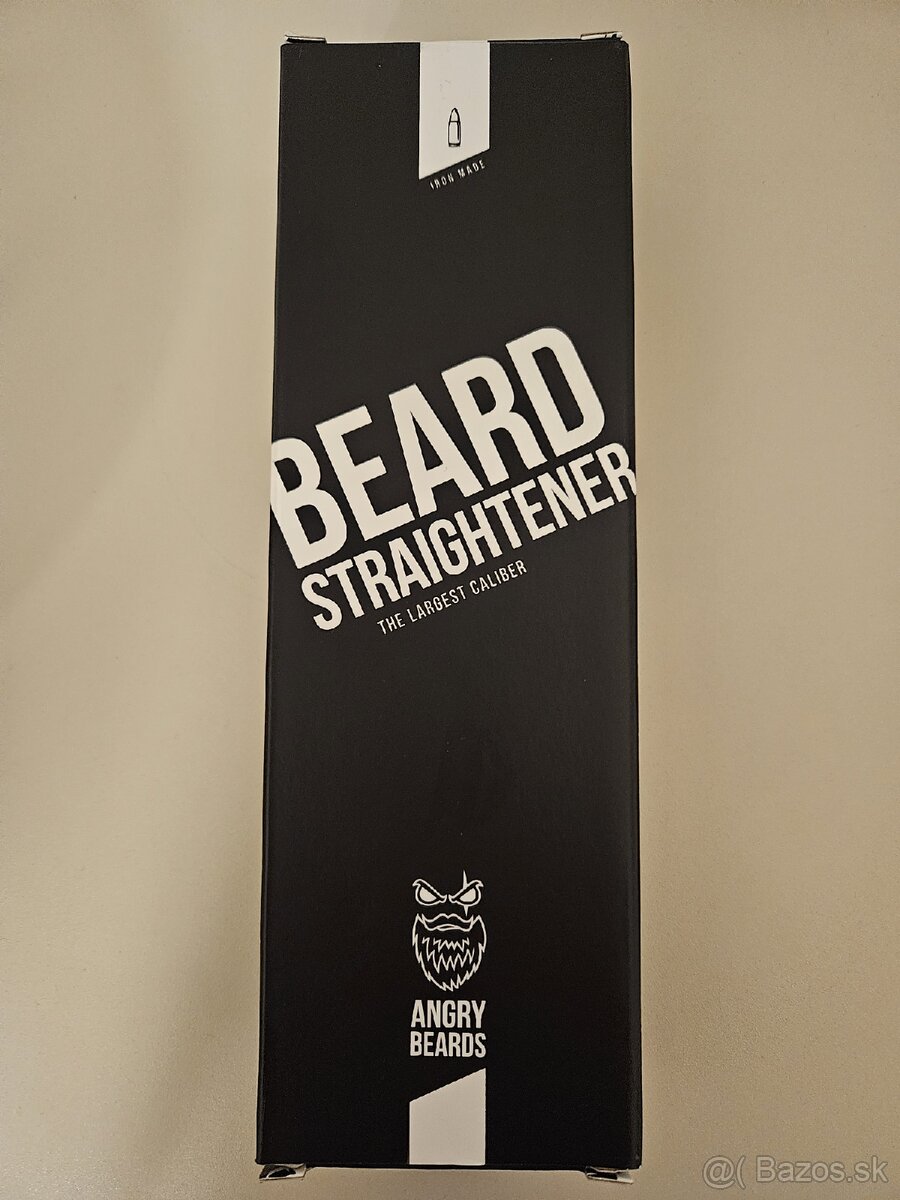 IRON MADE
BEARD
STRAIGHTENER
THE LARGEST CALIBER
ANGRY
BEARDS
@( Bazos.sk